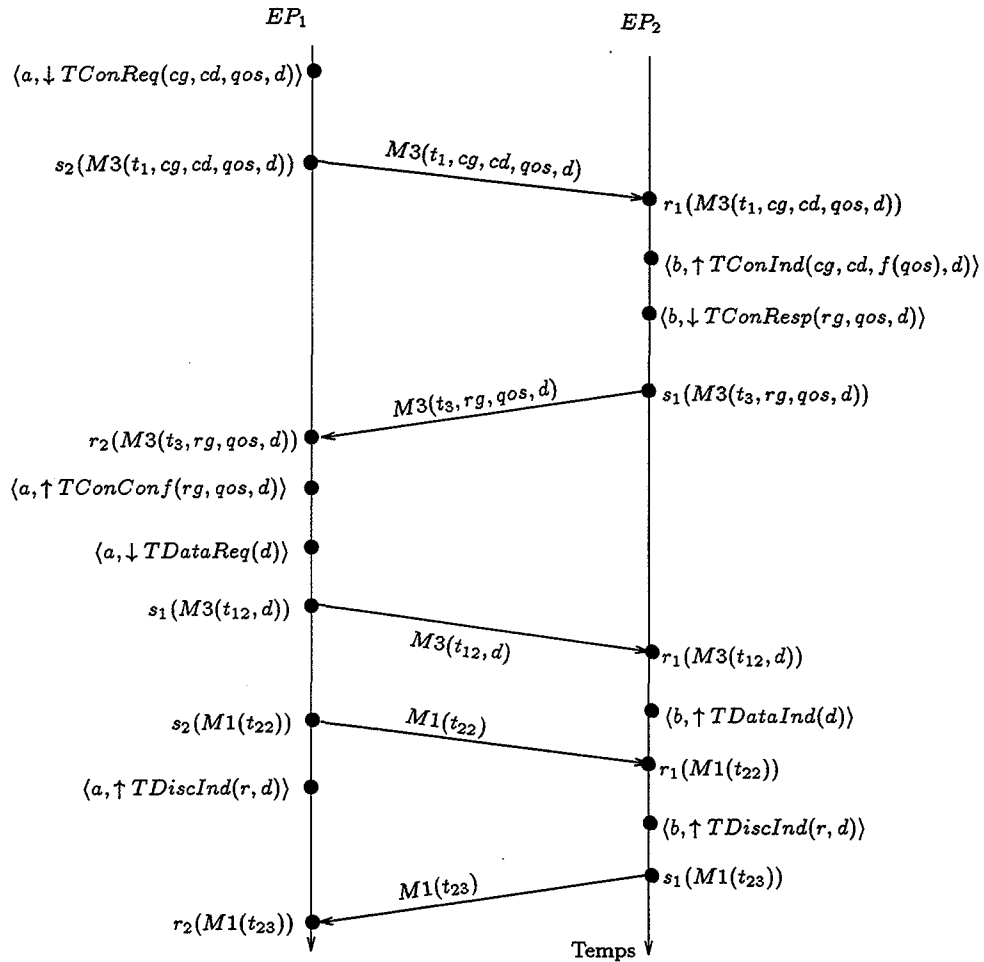 EP₁
EP₂
⟨a,↓ TConReq(cg, cd, qos, d)⟩
s₂(M3(t₁, cg, cd, qos, d))
M3(t₁, cg, cd, qos, d)
r₁(M3(t₁, cg, cd, qos, d))
⟨b,↑ TConInd(cg, cd, f(qos), d)⟩
⟨b,↓ TConResp(rg, qos, d)⟩
s₁(M3(t₃, rg, qos, d))
M3(t₃, rg, qos, d)
r₂(M3(t₃, rg, qos, d))
⟨a,↑ TConConf(rg, qos, d)⟩
⟨a,↓ TDataReq(d)⟩
s₁(M3(t₁₂, d))
M3(t₁₂, d)
r₁(M3(t₁₂, d))
⟨b,↑ TDataInd(d)⟩
s₂(M1(t₂₂))
M1(t₂₂)
r₁(M1(t₂₂))
⟨a,↑ TDiscInd(r, d)⟩
⟨b,↑ TDiscInd(r, d)⟩
s₁(M1(t₂₃))
M1(t₂₃)
r₂(M1(t₂₃))
Temps